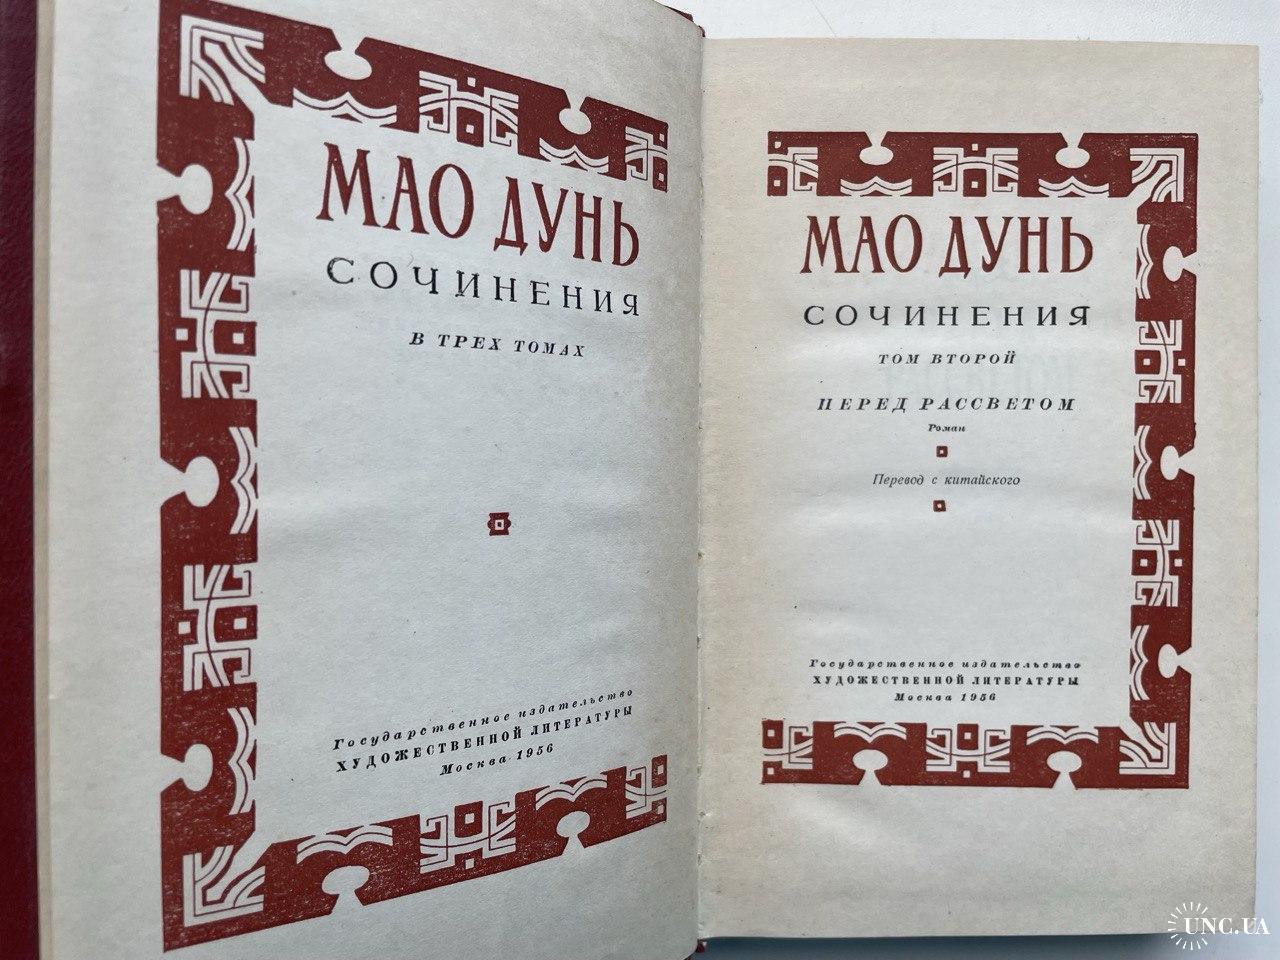 МАО ДУНЬ
СОЧИНЕНИЯ
В ТРЕХ ТОМАХ
Государственное издательство
ХУДОЖЕСТВЕННОЙ ЛИТЕРАТУРЫ
Москва 1956
МАО ДУНЬ
СОЧИНЕНИЯ
ТОМ ВТОРОЙ
ПЕРЕД РАССВЕТОМ
Роман
Перевод с китайского
Государственное издательство
ХУДОЖЕСТВЕННОЙ ЛИТЕРАТУРЫ
Москва 1956
UNC.UA